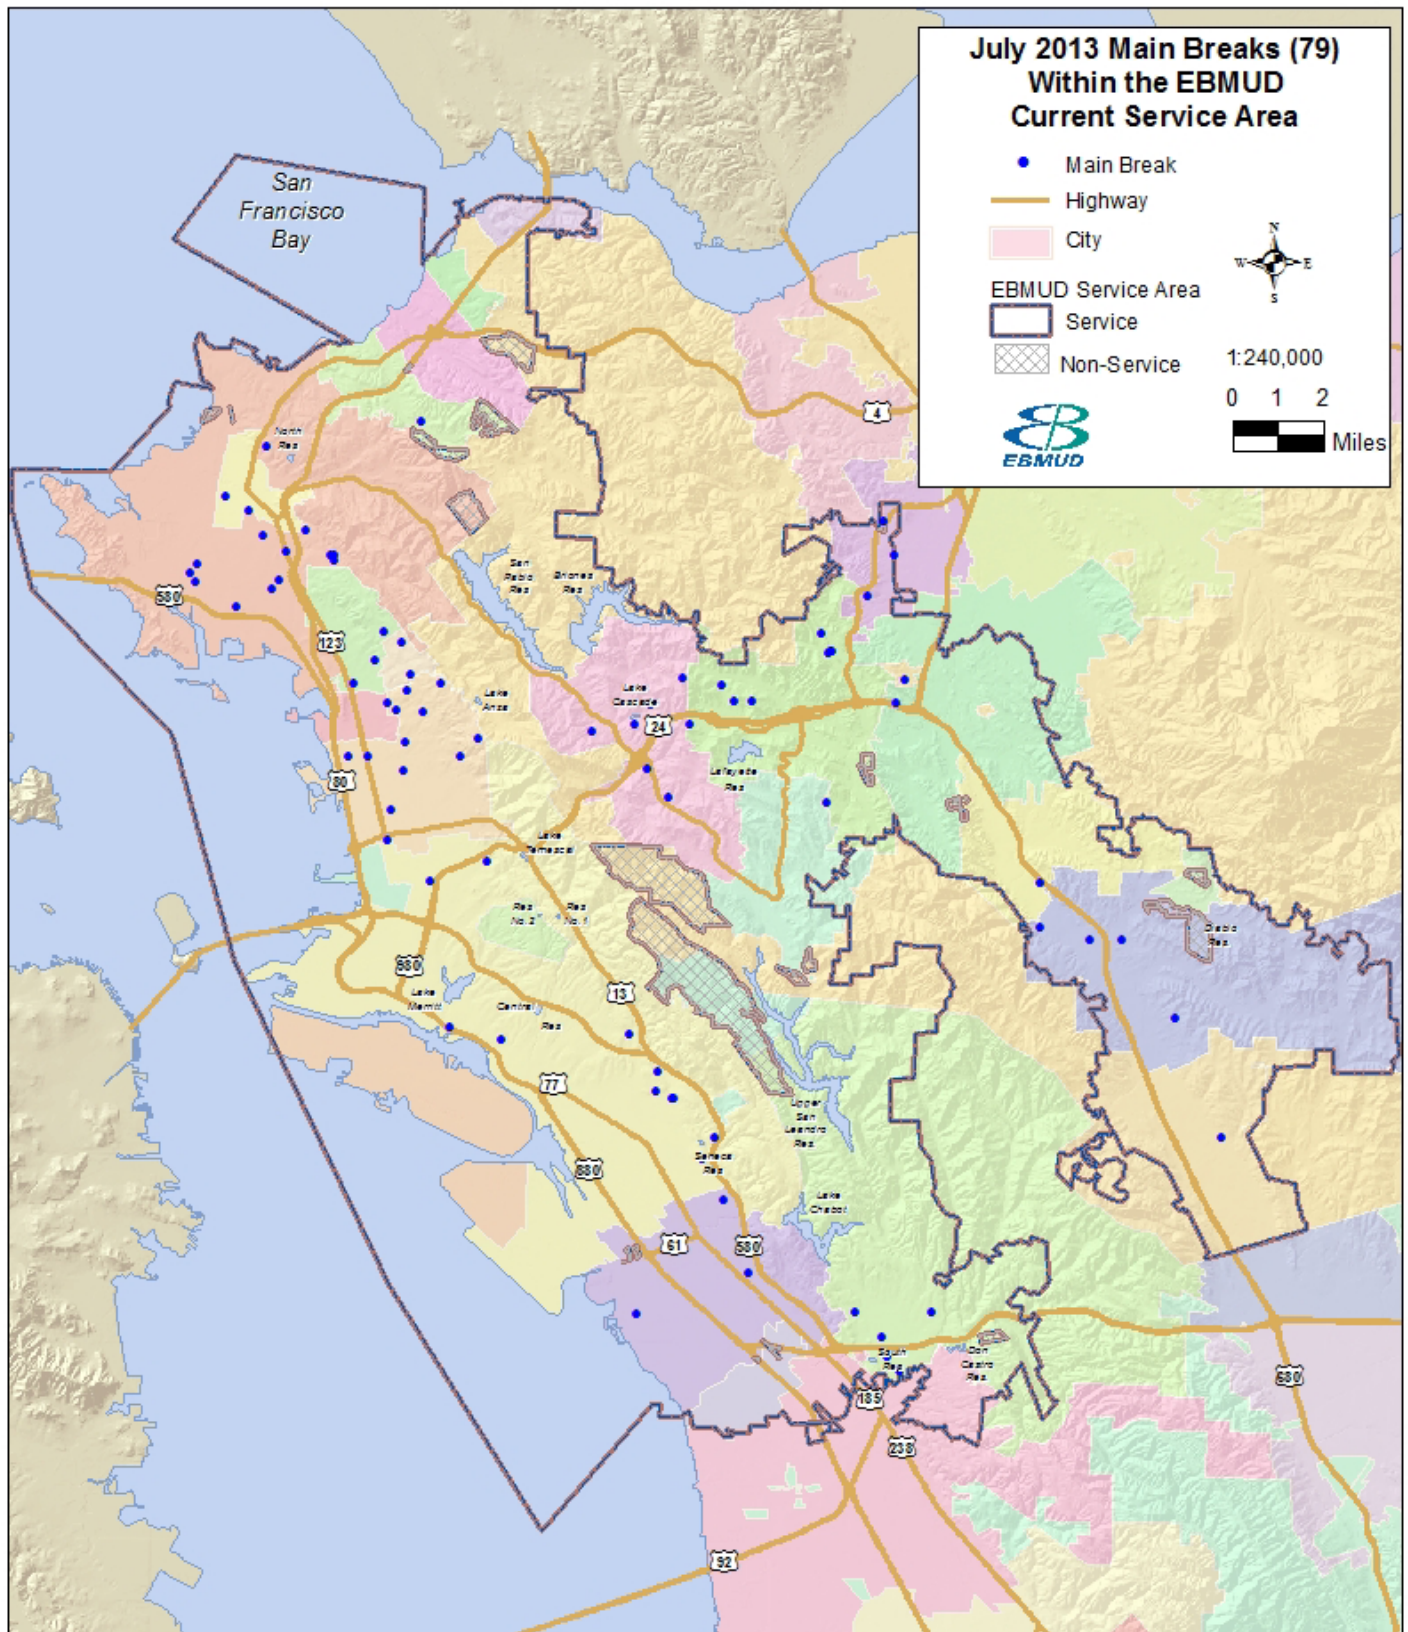 July 2013 Main Breaks (79)
Within the EBMUD
Current Service Area
Main Break
Highway
City
EBMUD Service Area
Service
Non-Service
N
W
E
S
1:240,000
0 1 2
Miles
EBMUD
San
Francisco
Bay
4
North
Res
San
Pablo
Res
Briones
Res
580
123
Lake
Anza
Lake
Cascade
24
Lafayette
Res
80
Lake
Temescal
Res
No. 2
Res
No. 1
Diablo
Res
980
Lake
Merritt
Central
Res
13
77
Upper
San
Leandro
Res
880
Seneca
Res
Lake
Chabot
61
580
South
Res
Don
Castro
Res
185
680
238
92